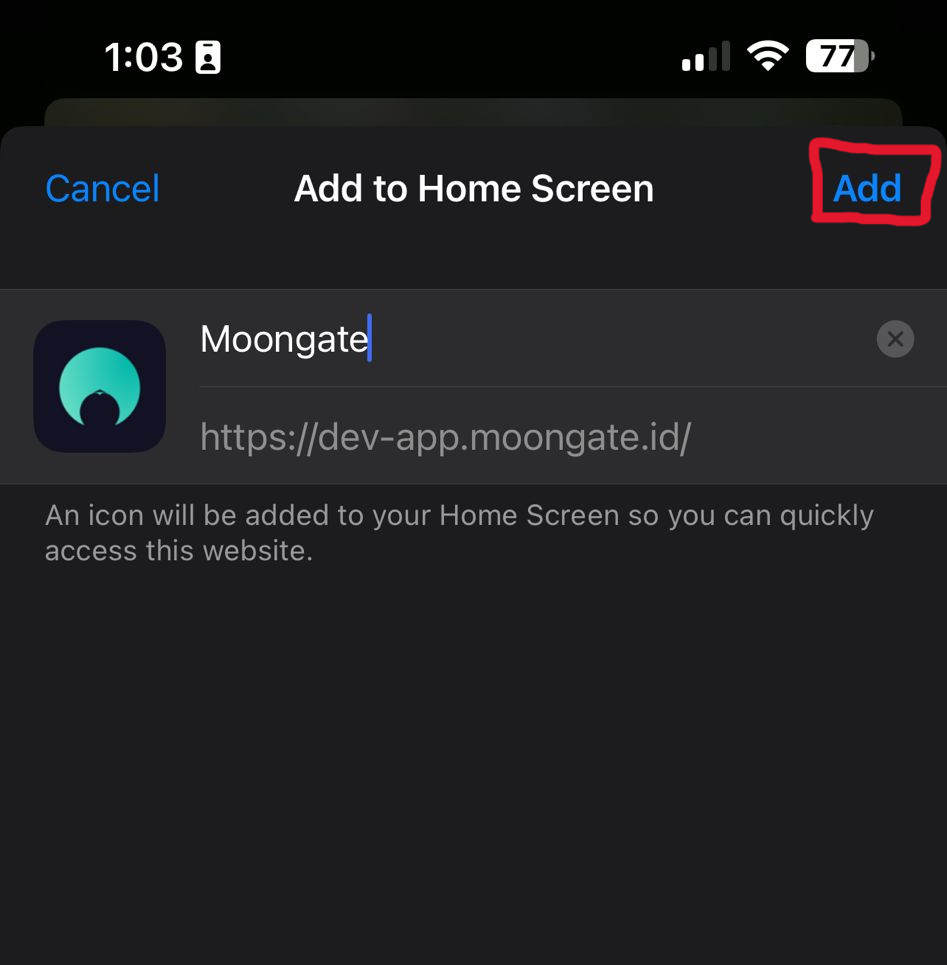 1:03
77
Cancel
Add to Home Screen
Add
Moongate
https://dev-app.moongate.id/
An icon will be added to your Home Screen so you can quickly
access this website.